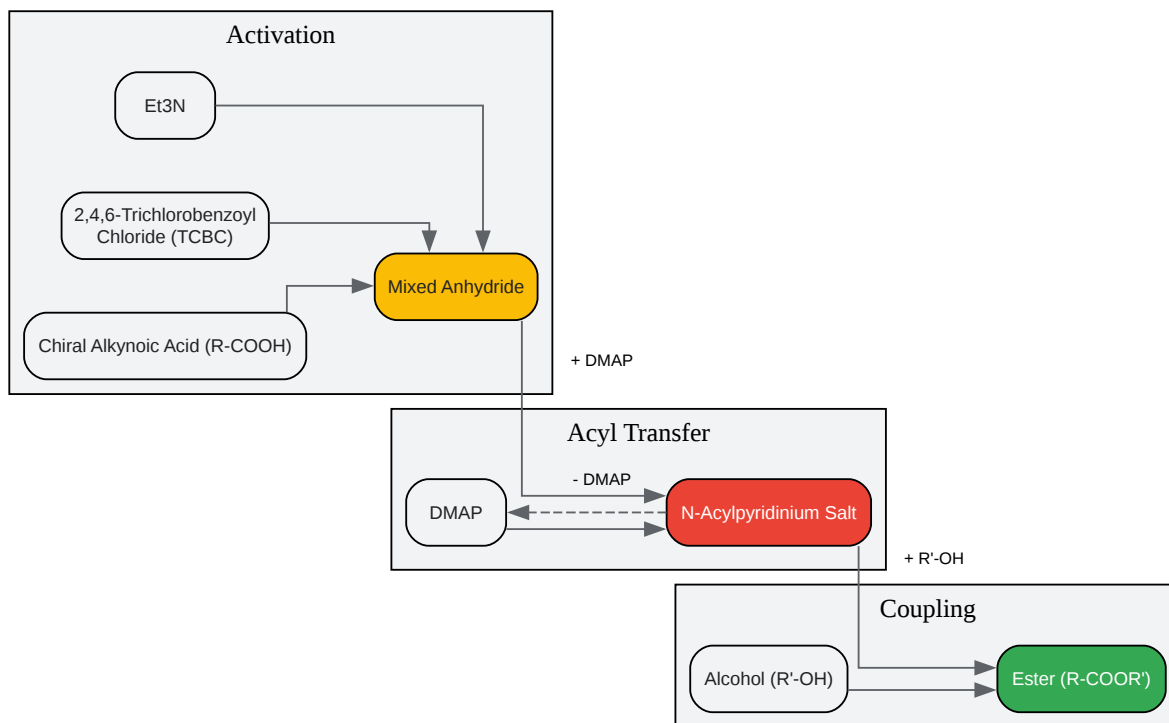 Activation
Et3N
2,4,6-Trichlorobenzoyl
Chloride (TCBC)
Mixed Anhydride
Chiral Alkynoic Acid (R-COOH)
+ DMAP
Acyl Transfer
- DMAP
DMAP
N-Acylpyridinium Salt
+ R'-OH
Coupling
Alcohol (R'-OH)
Ester (R-COOR')